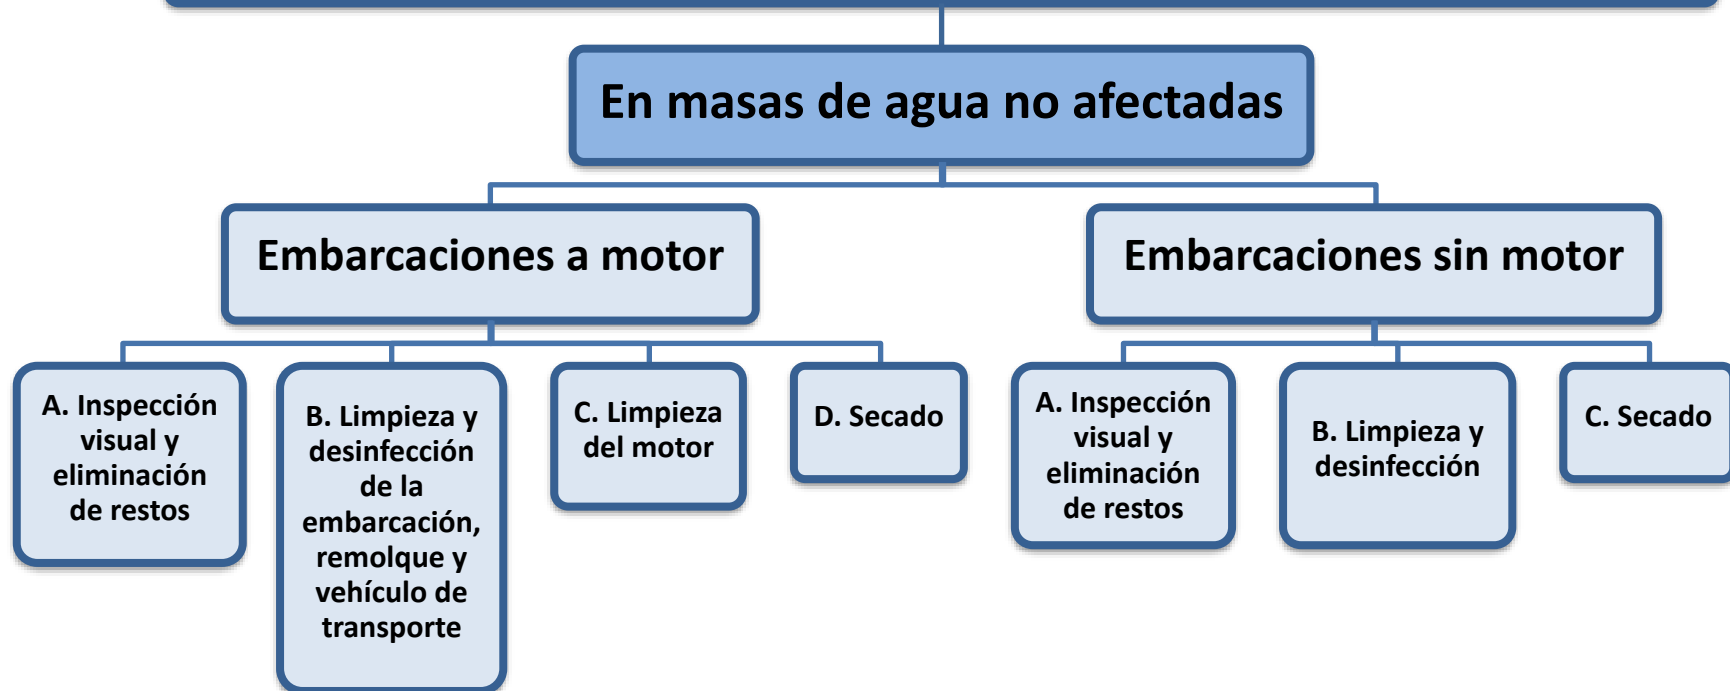 En masas de agua no afectadas
Embarcaciones a motor
Embarcaciones sin motor
A. Inspección
visual y
eliminación
de restos
B. Limpieza y
desinfección
de la
embarcación,
remolque y
vehículo de
transporte
C. Limpieza
del motor
D. Secado
A. Inspección
visual y
eliminación
de restos
B. Limpieza y
desinfección
C. Secado